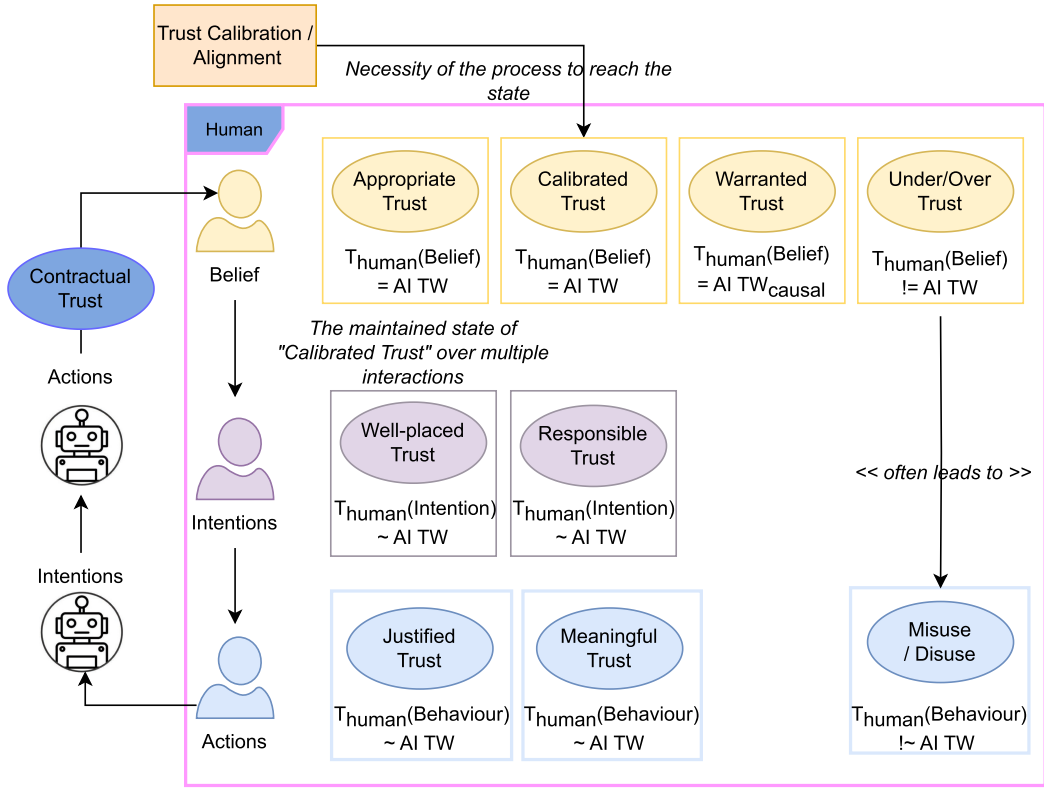 Trust Calibration /
Alignment
Necessity of the process to reach the
state
Human
Appropriate
Trust
Calibrated
Trust
Warranted
Trust
Under/Over
Trust
Thuman(Belief)
= AI TW
Thuman(Belief)
= AI TW
Thuman(Belief)
= AI TWcausal
Thuman(Belief)
!= AI TW
Belief
Contractual
Trust
Actions
The maintained state of
"Calibrated Trust" over multiple
interactions
Well-placed
Trust
Responsible
Trust
Thuman(Intention)
~ AI TW
Thuman(Intention)
~ AI TW
<< often leads to >>
Intentions
Intentions
Justified
Trust
Meaningful
Trust
Misuse
/ Disuse
Thuman(Behaviour)
~ AI TW
Thuman(Behaviour)
~ AI TW
Thuman(Behaviour)
!~ AI TW
Actions